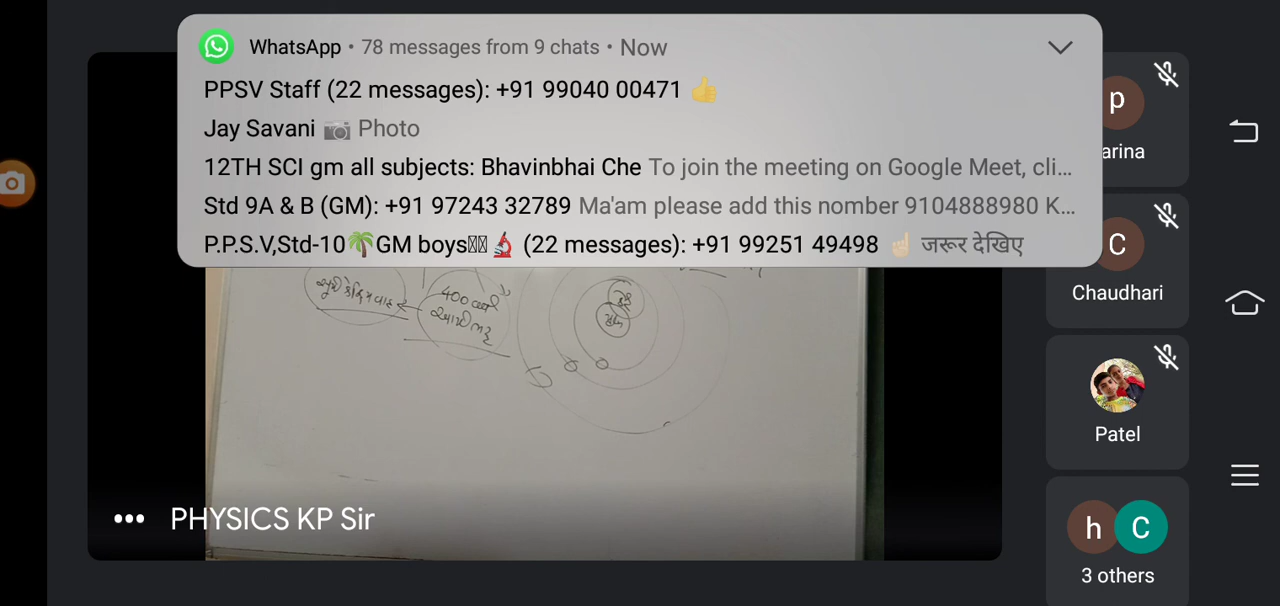 WhatsApp • 78 messages from 9 chats • Now
PPSV Staff (22 messages): +91 99040 00471 👍
Jay Savani 📷 Photo
12TH SCI gm all subjects: Bhavinbhai Che To join the meeting on Google Meet, cli...
Std 9A & B (GM): +91 97243 32789 Ma'am please add this nomber 9104888980 K...
P.P.S.V,Std-10🌴GM boys🔬 (22 messages): +91 99251 49498 ☝ जरूर देखिए
p
arina
C
Chaudhari
Patel
h C
3 others
400
PHYSICS KP Sir